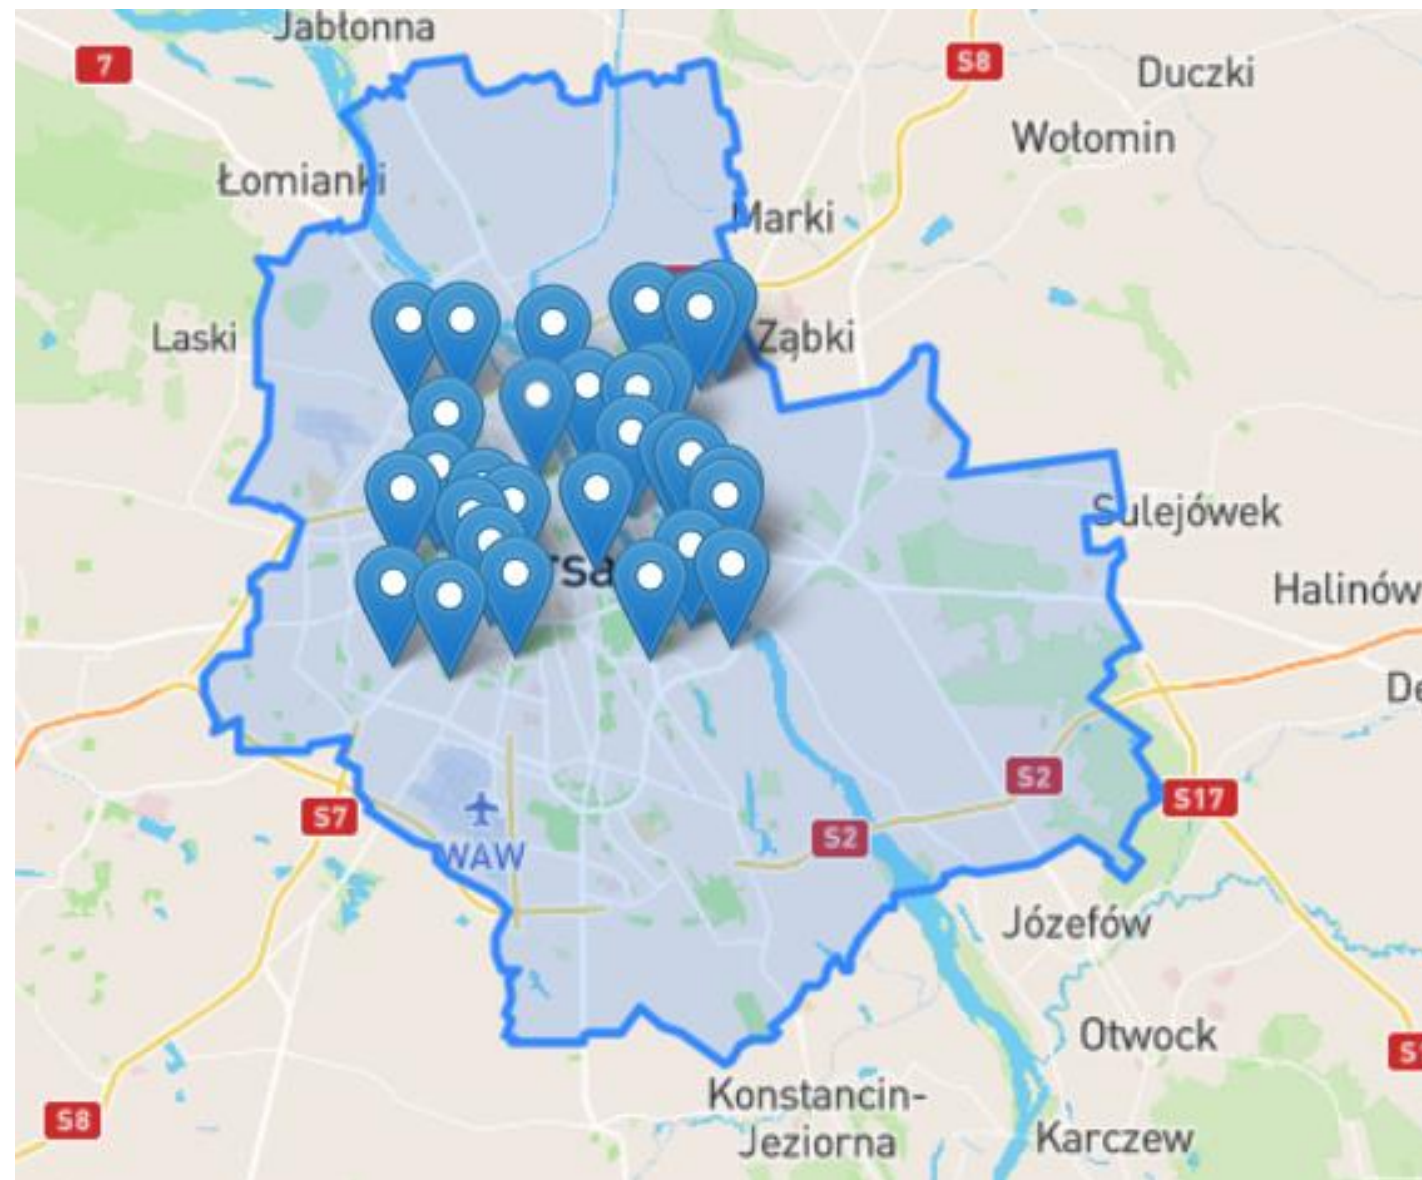 Jabłonna
7
S8
Duczki
Wołomin
Łomianki
Marki
Laski
Ząbki
Sulejówek
rsa
Halinów
De
S2
S17
S7
S2
WAW
Józefów
Otwock
S
Konstancin-
Jeziorna
S8
Karczew